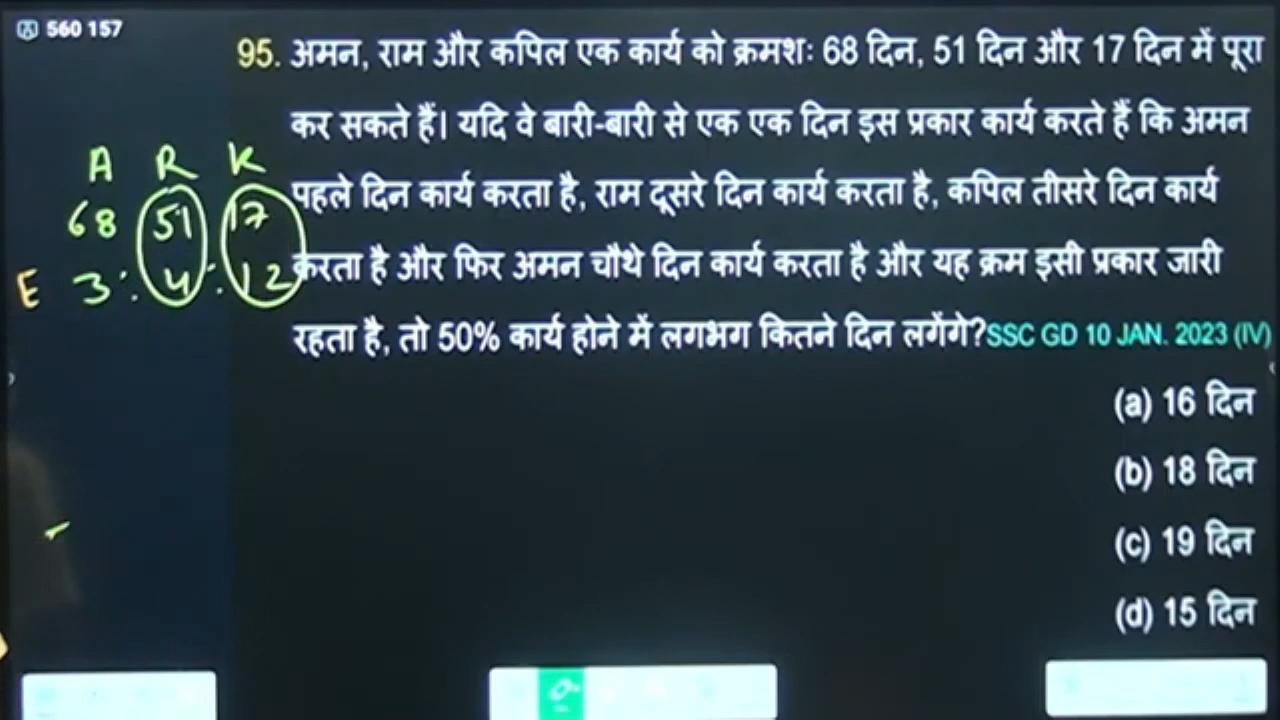 560 157
95. अमन, राम और कपिल एक कार्य को क्रमशः 68 दिन, 51 दिन और 17 दिन में पूरा
कर सकते हैं। यदि वे बारी-बारी से एक एक दिन इस प्रकार कार्य करते हैं कि अमन
पहले दिन कार्य करता है, राम दूसरे दिन कार्य करता है, कपिल तीसरे दिन कार्य
करता है और फिर अमन चौथे दिन कार्य करता है और यह क्रम इसी प्रकार जारी
रहता है, तो 50% कार्य होने में लगभग कितने दिन लगेंगे? SSC GD 10 JAN. 2023 (IV)
A R K
68 51 17
E 3 : 4 : 12
(a) 16 दिन
(b) 18 दिन
(c) 19 दिन
(d) 15 दिन